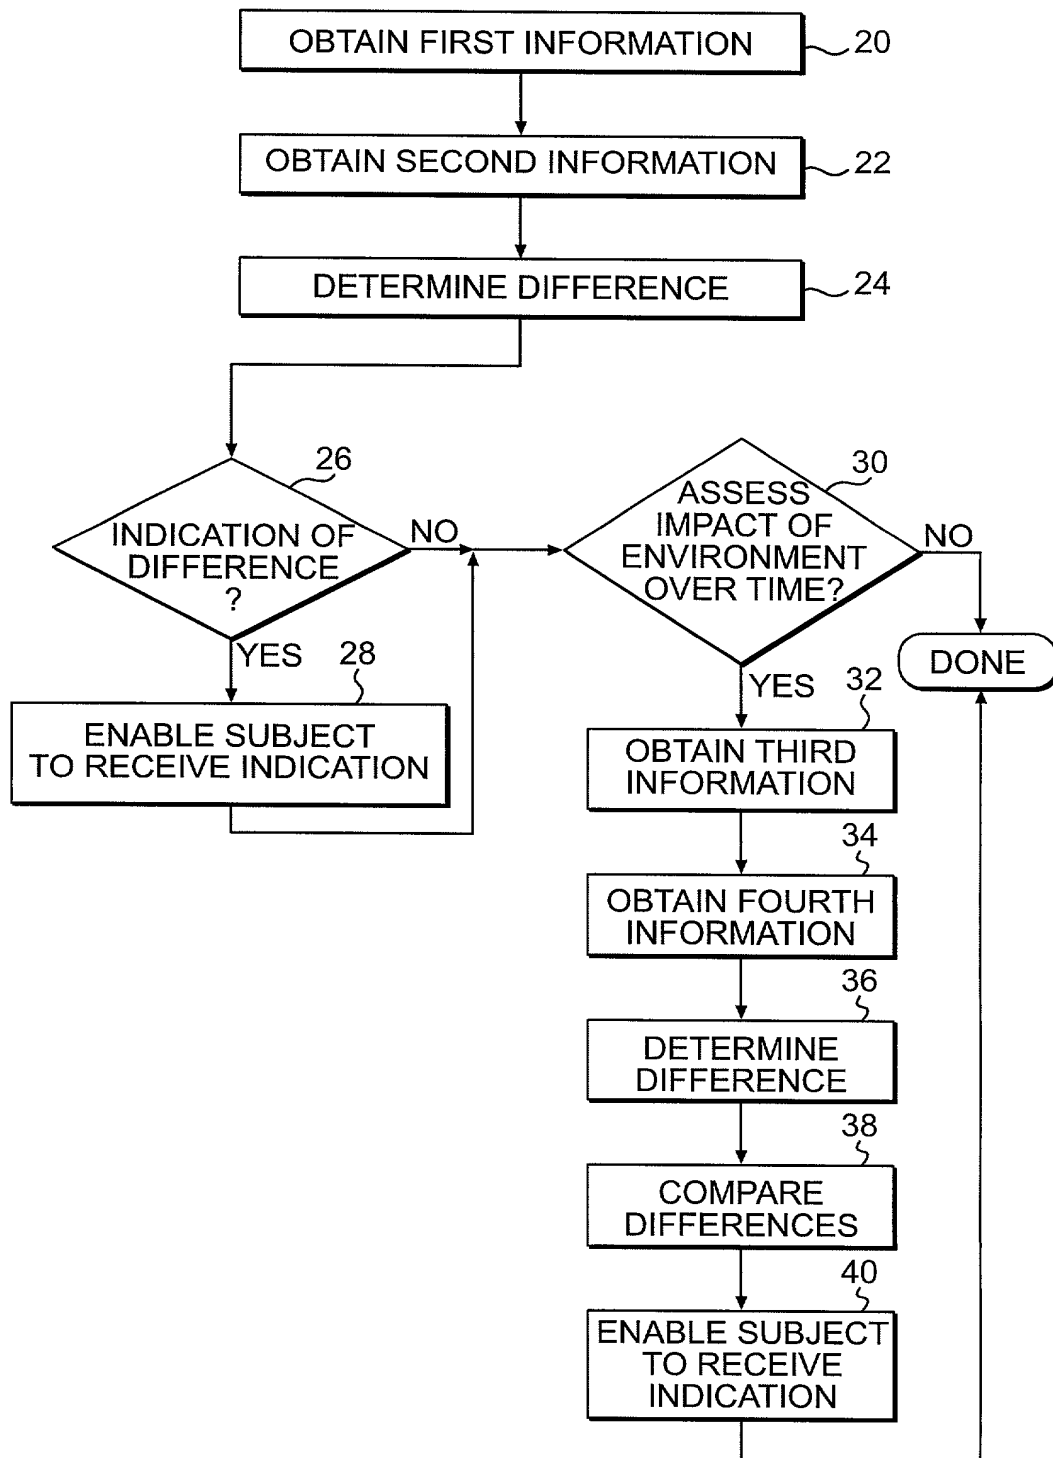 OBTAIN FIRST INFORMATION
20
OBTAIN SECOND INFORMATION
22
DETERMINE DIFFERENCE
24
26
INDICATION OF
DIFFERENCE
?
NO
YES
28
ENABLE SUBJECT
TO RECEIVE INDICATION
30
ASSESS
IMPACT OF
ENVIRONMENT
OVER TIME?
NO
DONE
YES
32
OBTAIN THIRD
INFORMATION
34
OBTAIN FOURTH
INFORMATION
36
DETERMINE
DIFFERENCE
38
COMPARE
DIFFERENCES
40
ENABLE SUBJECT
TO RECEIVE
INDICATION